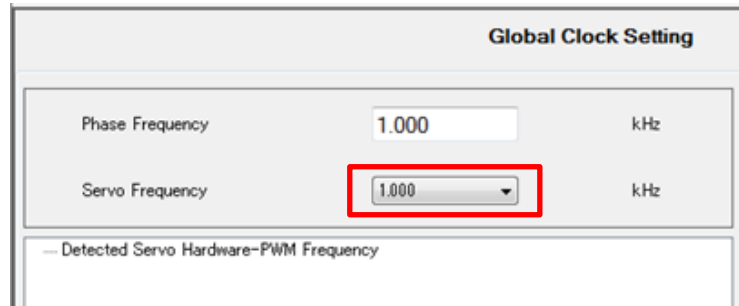 Global Clock Setting
Phase Frequency 1.000 kHz
Servo Frequency 1.000 kHz
Detected Servo Hardware-PWM Frequency